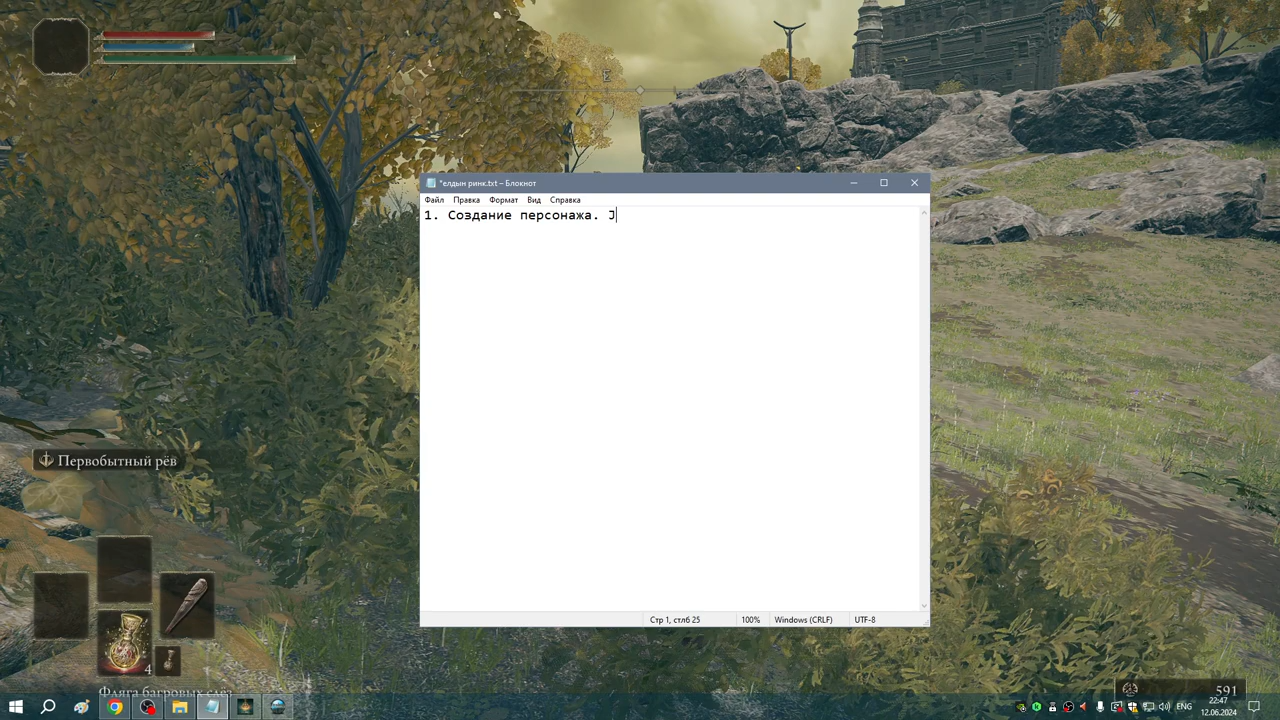 E
*елдын ринк.txt – Блокнот
Файл Правка Формат Вид Справка
1. Создание персонажа. J
Первобытный рёв
4
Стр 1, стлб 25 100% Windows (CRLF) UTF-8
Фляга багровых слёз
591
ENG
22:47
12.06.2024